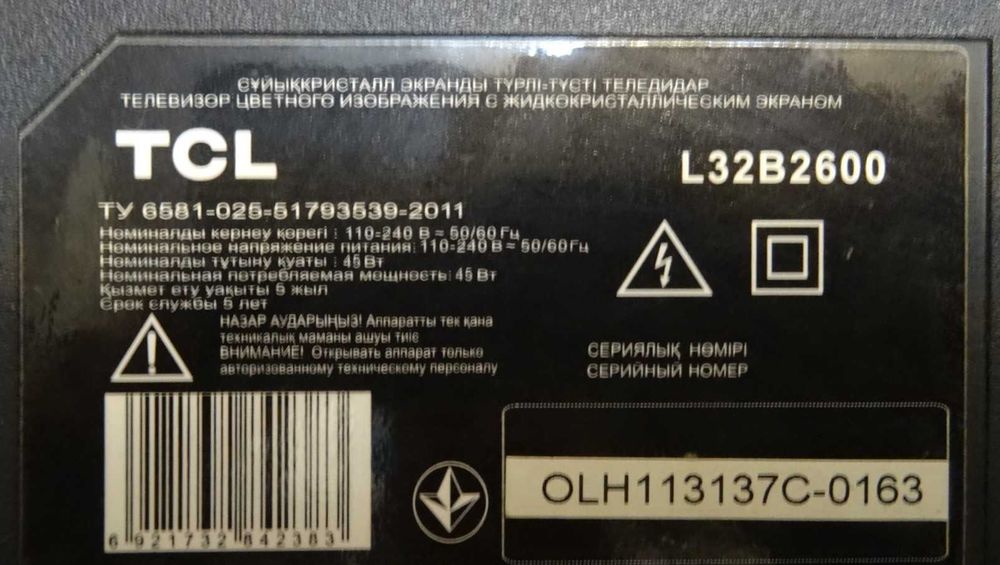 СҰЙЫҚКРИСТАЛЛ ЭКРАНДЫ ТҮРЛІ-ТҮСТІ ТЕЛЕДИДАР
ТЕЛЕВИЗОР ЦВЕТНОГО ИЗОБРАЖЕНИЯ С ЖИДКОКРИСТАЛЛИЧЕСКИМ ЭКРАНОМ
TCL
L32B2600
ТУ 6581-025-51793539-2011
Номиналды кернеу көрегі : 110-240 В ≈ 50/60 Гц
Номинальное напряжение питания: 110-240 В ≈ 50/60 Гц
Номиналды тұтыну қуаты : 45 Вт
Номинальная потребляемая мощность: 45 Вт
Қызмет ету уақыты 5 жыл
Срок службы 5 лет
НАЗАР АУДАРЫҢЫЗ! Аппаратты тек қана
техникалық маманы ашуы тиіс
ВНИМАНИЕ! Открывать аппарат только
авторизованному техническому персоналу
СЕРИЯЛЫҚ НӨМІРІ
СЕРИЙНЫЙ НОМЕР
OLH113137C-0163
6 921732 842383